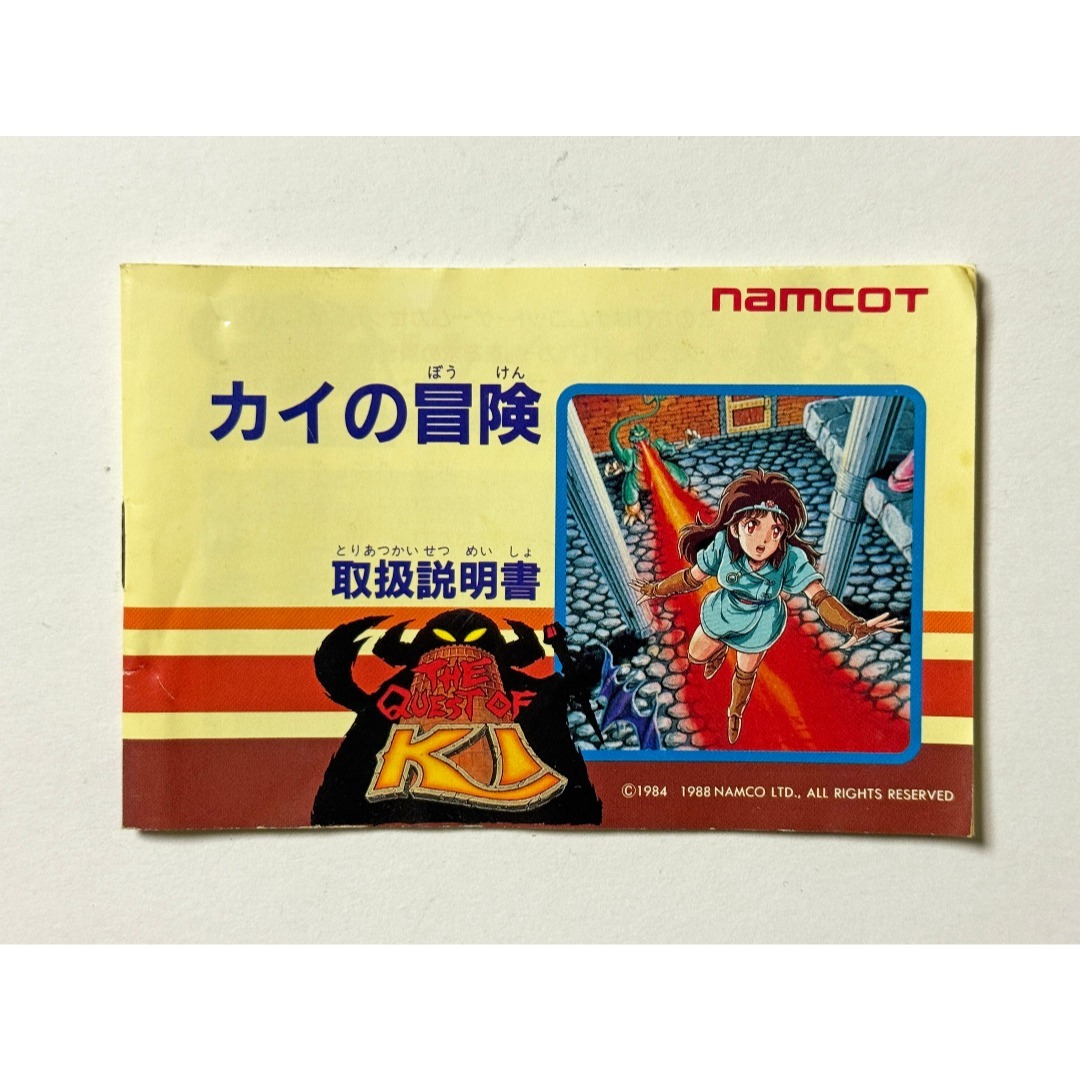 namcot
ぼう けん
カイの冒険
とりあつかいせつ めい しょ
取扱説明書
THE
QUEST OF
KI
©1984 1988 NAMCO LTD., ALL RIGHTS RESERVED